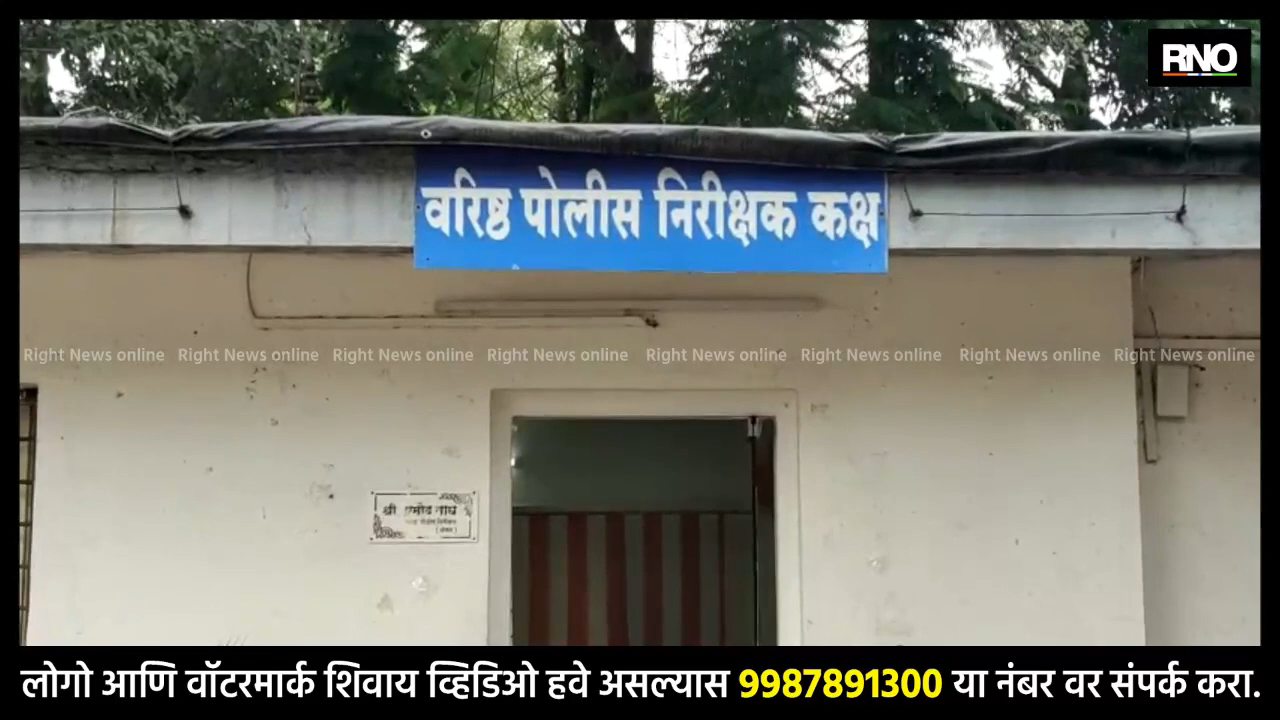 RNO
वरिष्ठ पोलीस निरीक्षक कक्ष
Right News online Right News online Right News online Right News online Right News online Right News online Right News online Right News online
श्री
लोगो आणि वॉटरमार्क शिवाय व्हिडिओ हवे असल्यास 9987891300 या नंबर वर संपर्क करा.